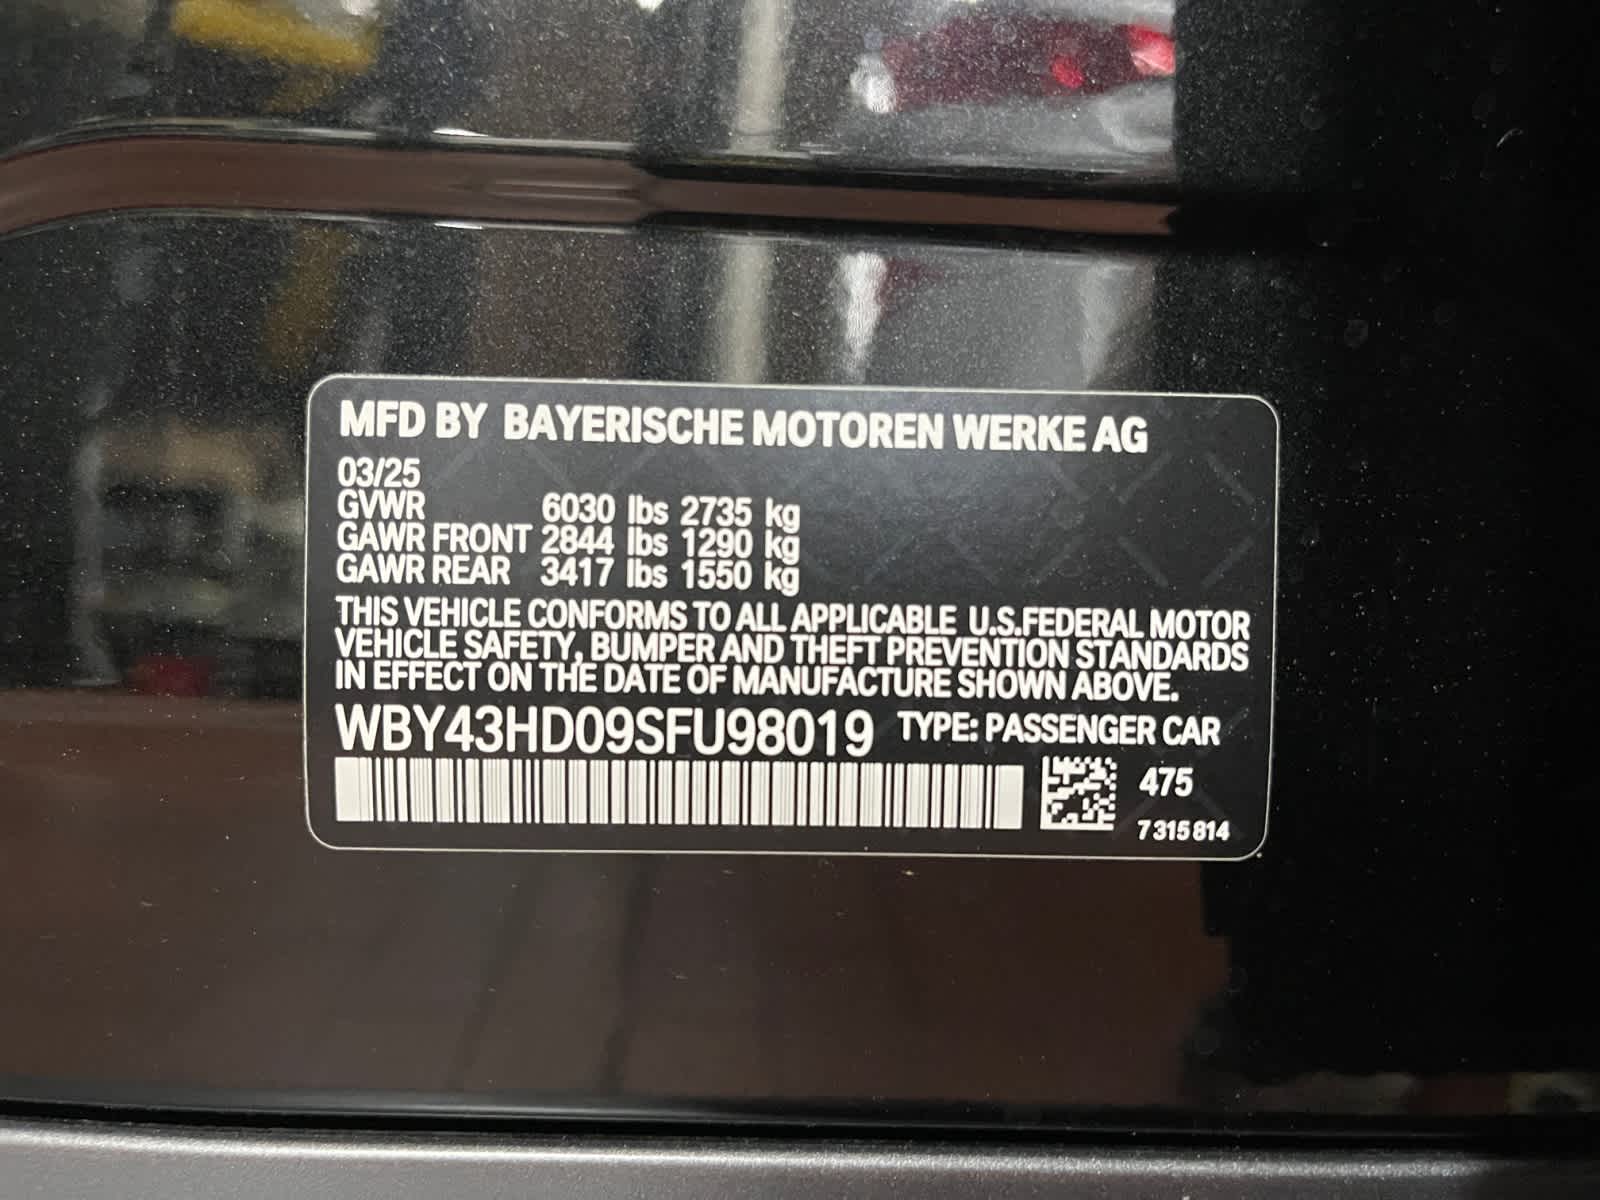 MFD BY BAYERISCHE MOTOREN WERKE AG
03/25
GVWR 6030 lbs 2735 kg
GAWR FRONT 2844 lbs 1290 kg
GAWR REAR 3417 lbs 1550 kg
THIS VEHICLE CONFORMS TO ALL APPLICABLE U.S.FEDERAL MOTOR
VEHICLE SAFETY, BUMPER AND THEFT PREVENTION STANDARDS
IN EFFECT ON THE DATE OF MANUFACTURE SHOWN ABOVE.
WBY43HD09SFU98019 TYPE: PASSENGER CAR
475
7 315 814